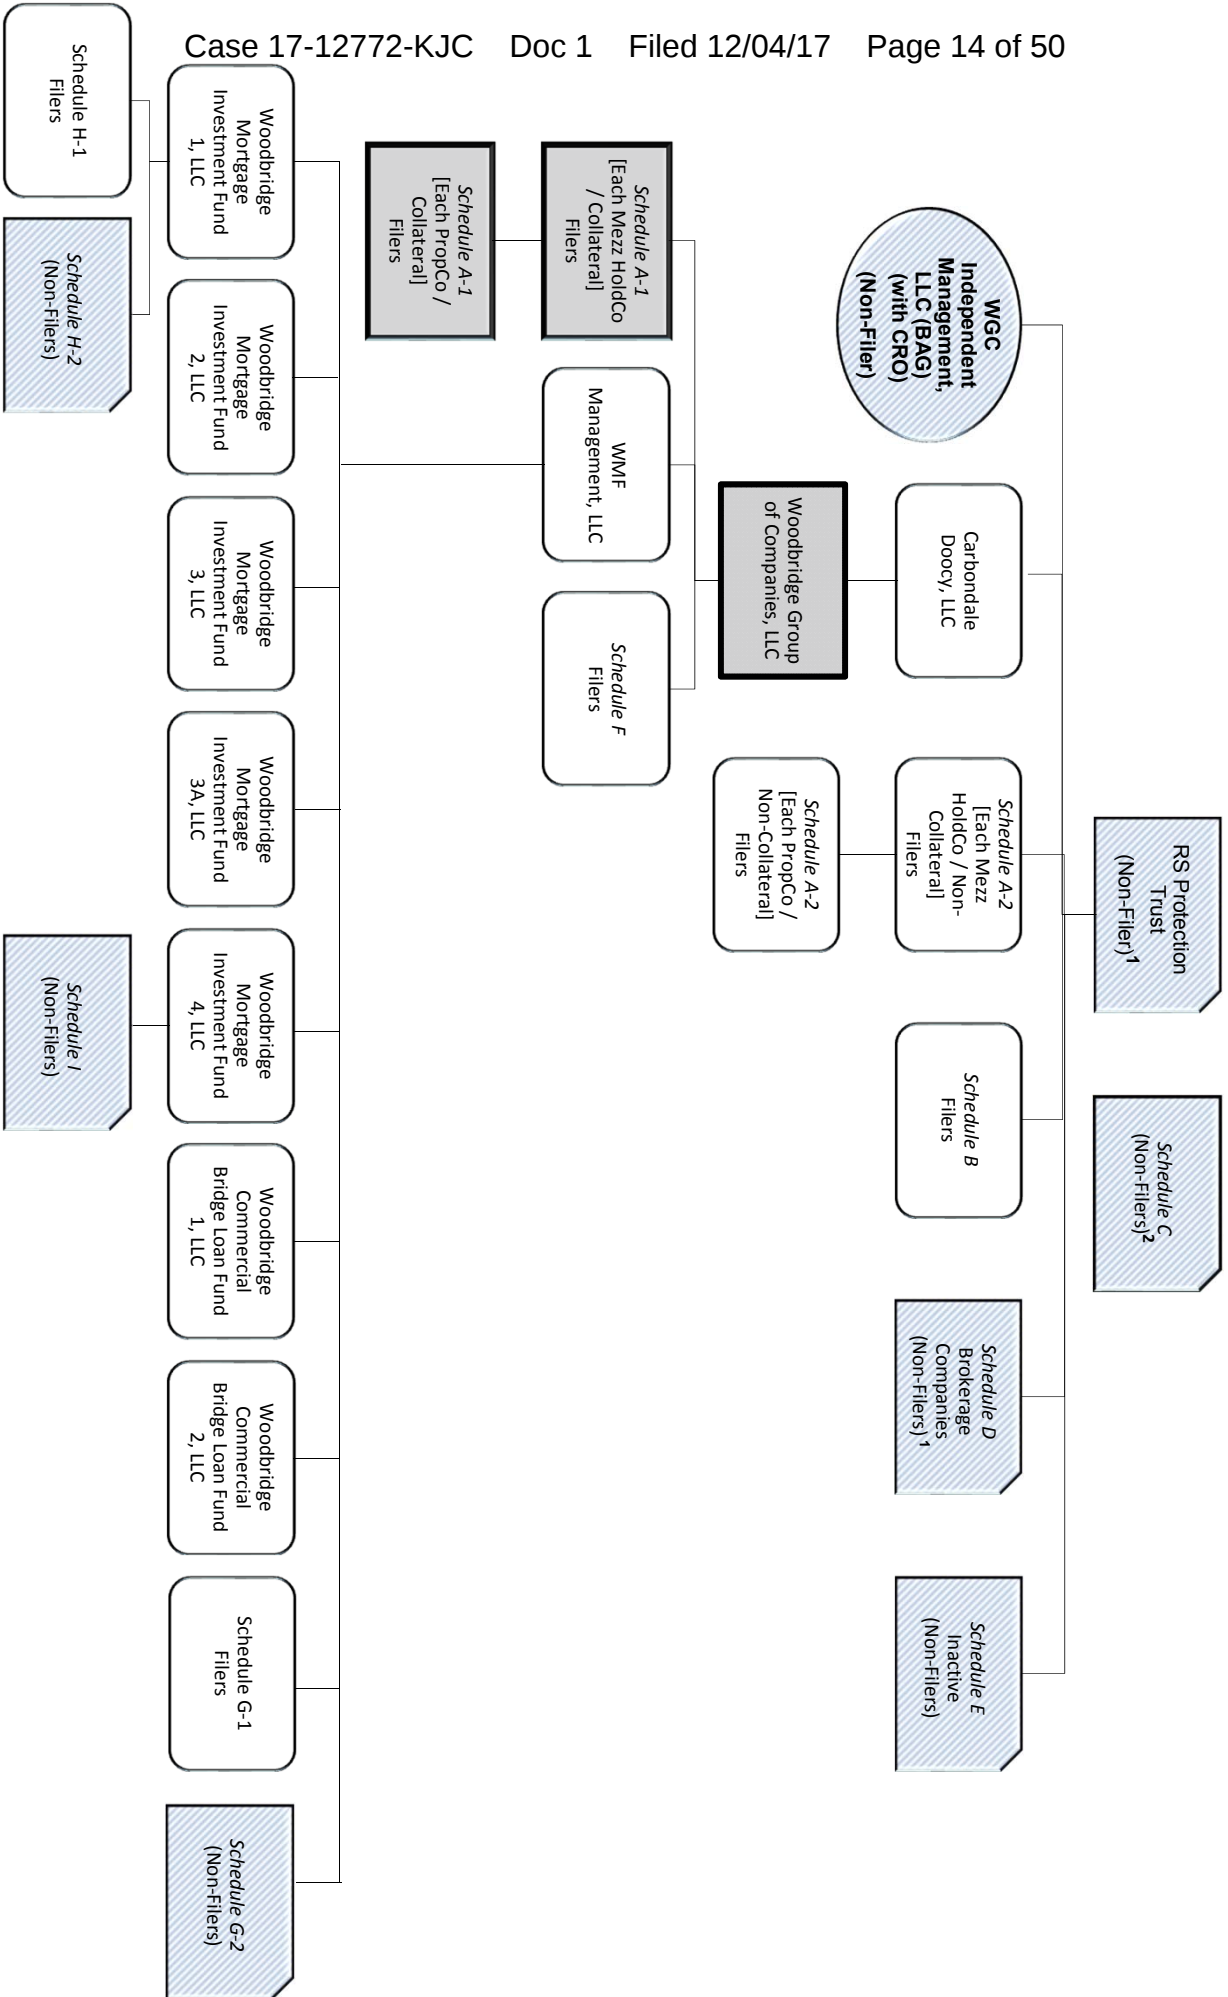 Case 17-12772-KJC Doc 1 Filed 12/04/17 Page 14 of 50
RS Protection
Trust
(Non-Filer)1
Schedule C
(Non-Filers)2
WGC
Independent
Management,
LLC (BAG)
(with CRO)
(Non-Filer)
Carbondale
Doocy, LLC
Schedule A-2
[Each Mezz
HoldCo / Non-
Collateral]
Filers
Schedule B
Filers
Schedule D
Brokerage
Companies
(Non-Filers)1
Schedule E
Inactive
(Non-Filers)
Woodbridge Group
of Companies, LLC
Schedule A-2
[Each PropCo /
Non-Collateral]
Filers
Schedule A-1
[Each Mezz HoldCo
/ Collateral]
Filers
WMF
Management, LLC
Schedule F
Filers
Schedule A-1
[Each PropCo /
Collateral]
Filers
Woodbridge
Mortgage
Investment Fund
1, LLC
Woodbridge
Mortgage
Investment Fund
2, LLC
Woodbridge
Mortgage
Investment Fund
3, LLC
Woodbridge
Mortgage
Investment Fund
3A, LLC
Woodbridge
Mortgage
Investment Fund
4, LLC
Woodbridge
Commercial
Bridge Loan Fund
1, LLC
Woodbridge
Commercial
Bridge Loan Fund
2, LLC
Schedule G-1
Filers
Schedule G-2
(Non-Filers)
Schedule H-1
Filers
Schedule H-2
(Non-Filers)
Schedule I
(Non-Filers)